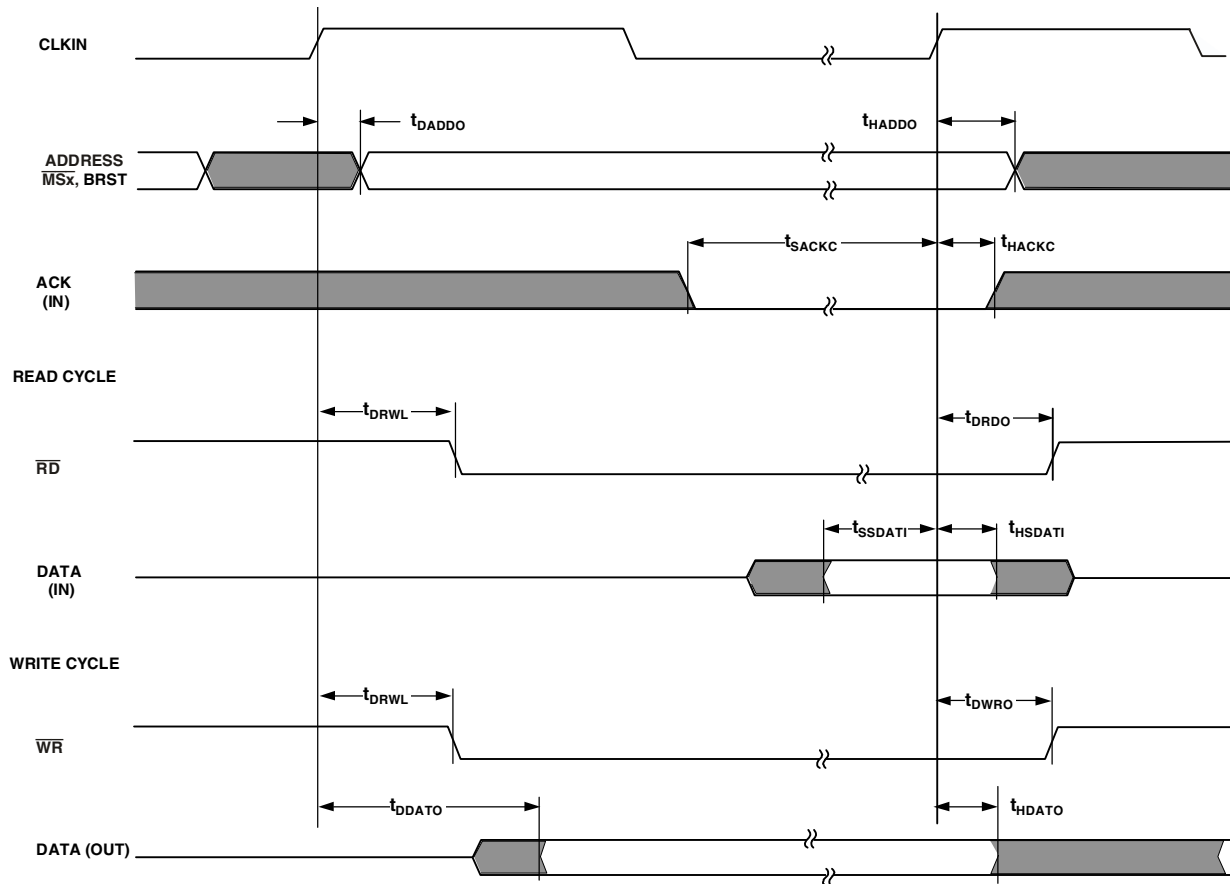 CLKIN
tDADDO
tHADDO
ADDRESS
MSx, BRST
tSACKC
tHACKC
ACK
(IN)
READ CYCLE
tDRWL
tDRDO
RD
tSSDATI
tHSDATI
DATA
(IN)
WRITE CYCLE
tDRWL
tDWRO
WR
tDDATO
tHDATO
DATA (OUT)